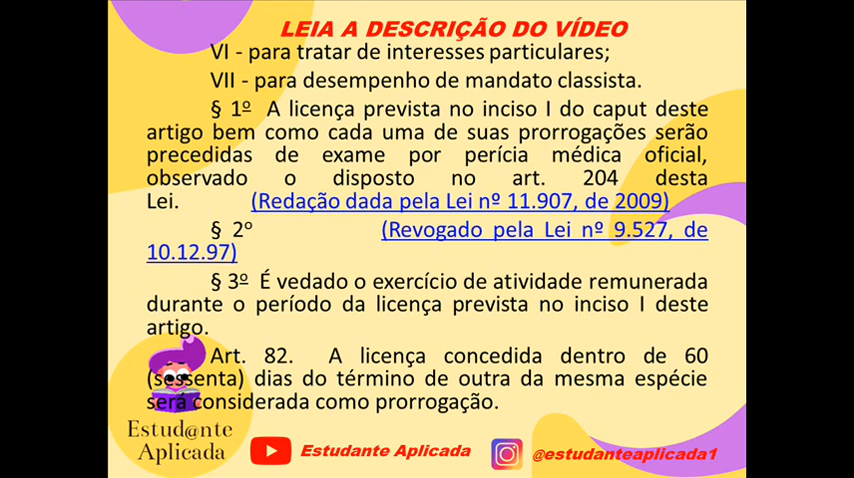 LEIA A DESCRIÇÃO DO VÍDEO
VI - para tratar de interesses particulares;
VII - para desempenho de mandato classista.
§ 1º A licença prevista no inciso I do caput deste
artigo bem como cada uma de suas prorrogações serão
precedidas de exame por perícia médica oficial,
observado o disposto no art. 204 desta
Lei. (Redação dada pela Lei nº 11.907, de 2009)
§ 2º (Revogado pela Lei nº 9.527, de
10.12.97)
§ 3º É vedado o exercício de atividade remunerada
durante o período da licença prevista no inciso I deste
artigo.
Art. 82. A licença concedida dentro de 60
(sessenta) dias do término de outra da mesma espécie
será considerada como prorrogação.
Estud@nte
Aplicada
Estudante Aplicada
@estudanteaplicada1